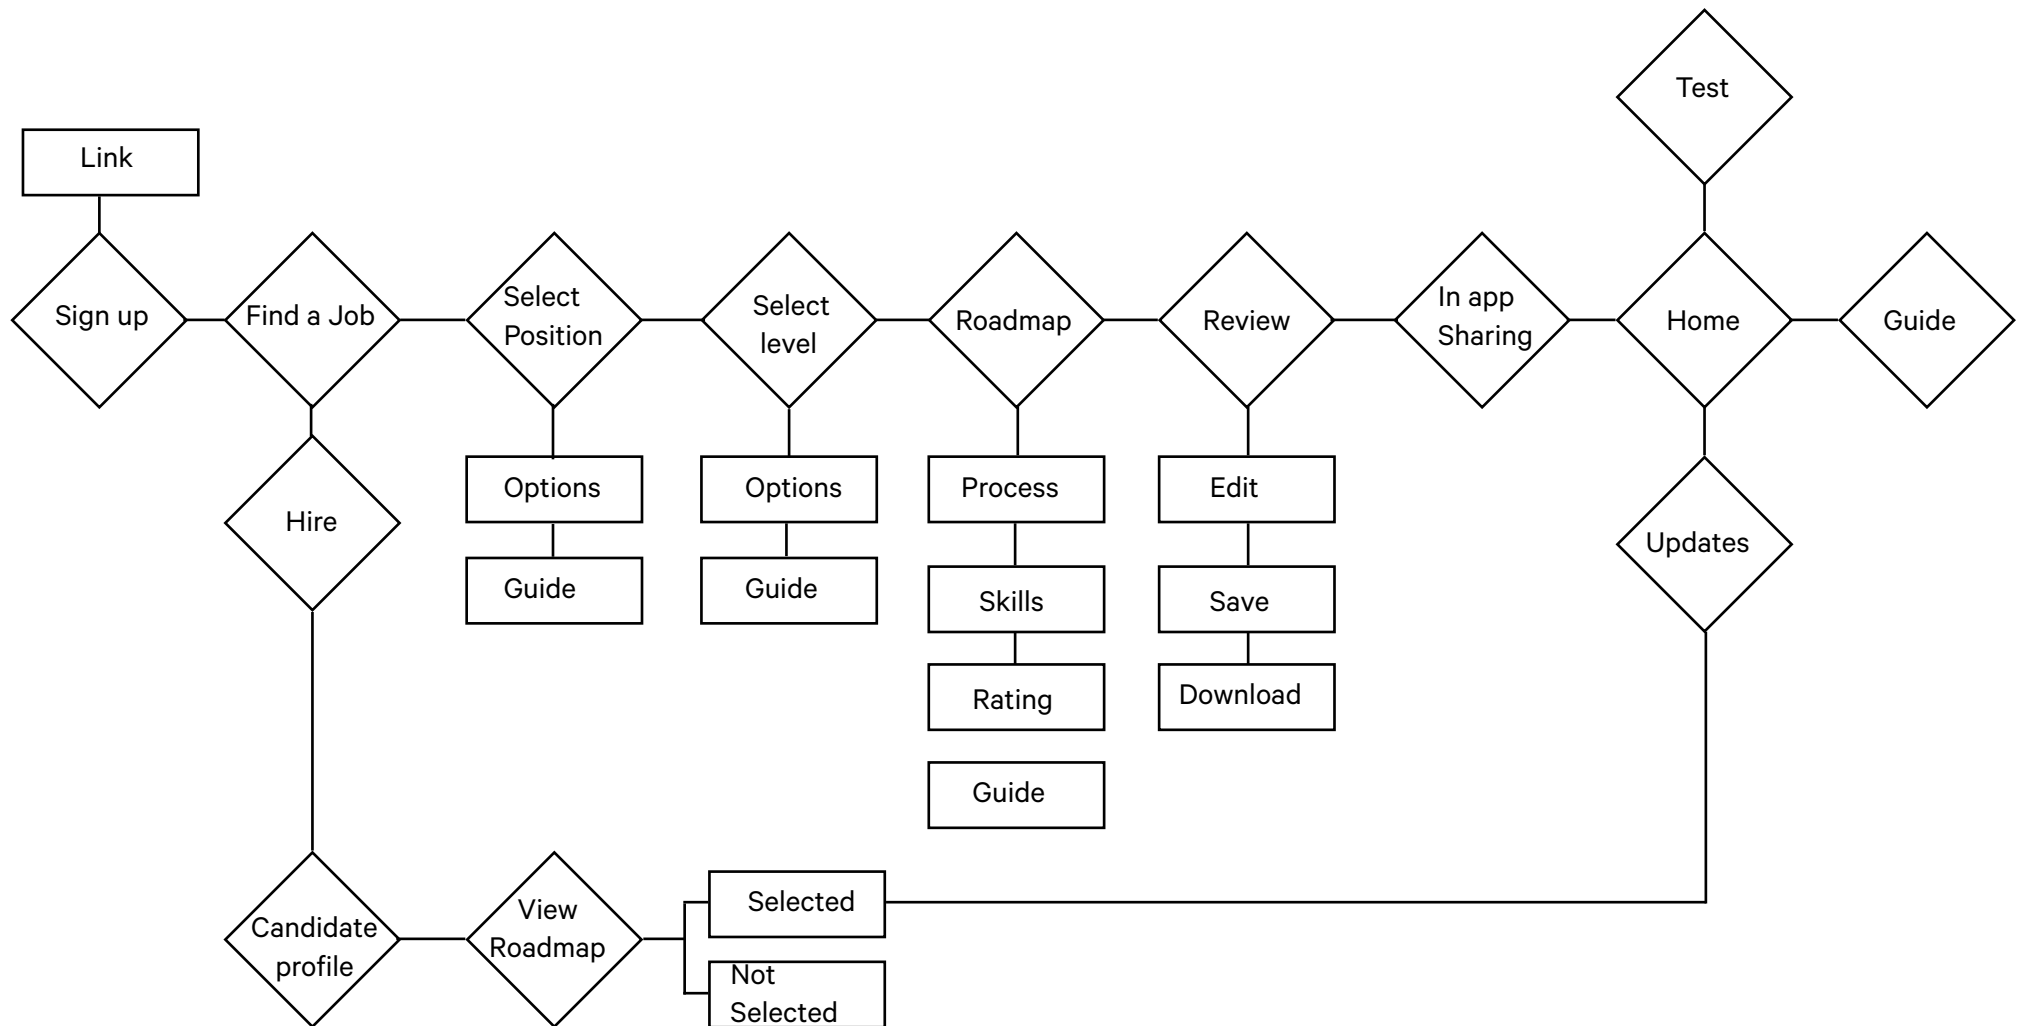 Test
Link
Sign up
Find a Job
Select
Position
Select
level
Roadmap
Review
In app
Sharing
Home
Guide
Hire
Options
Options
Process
Edit
Updates
Guide
Guide
Skills
Save
Rating
Download
Guide
Candidate
profile
View
Roadmap
Selected
Not
Selected